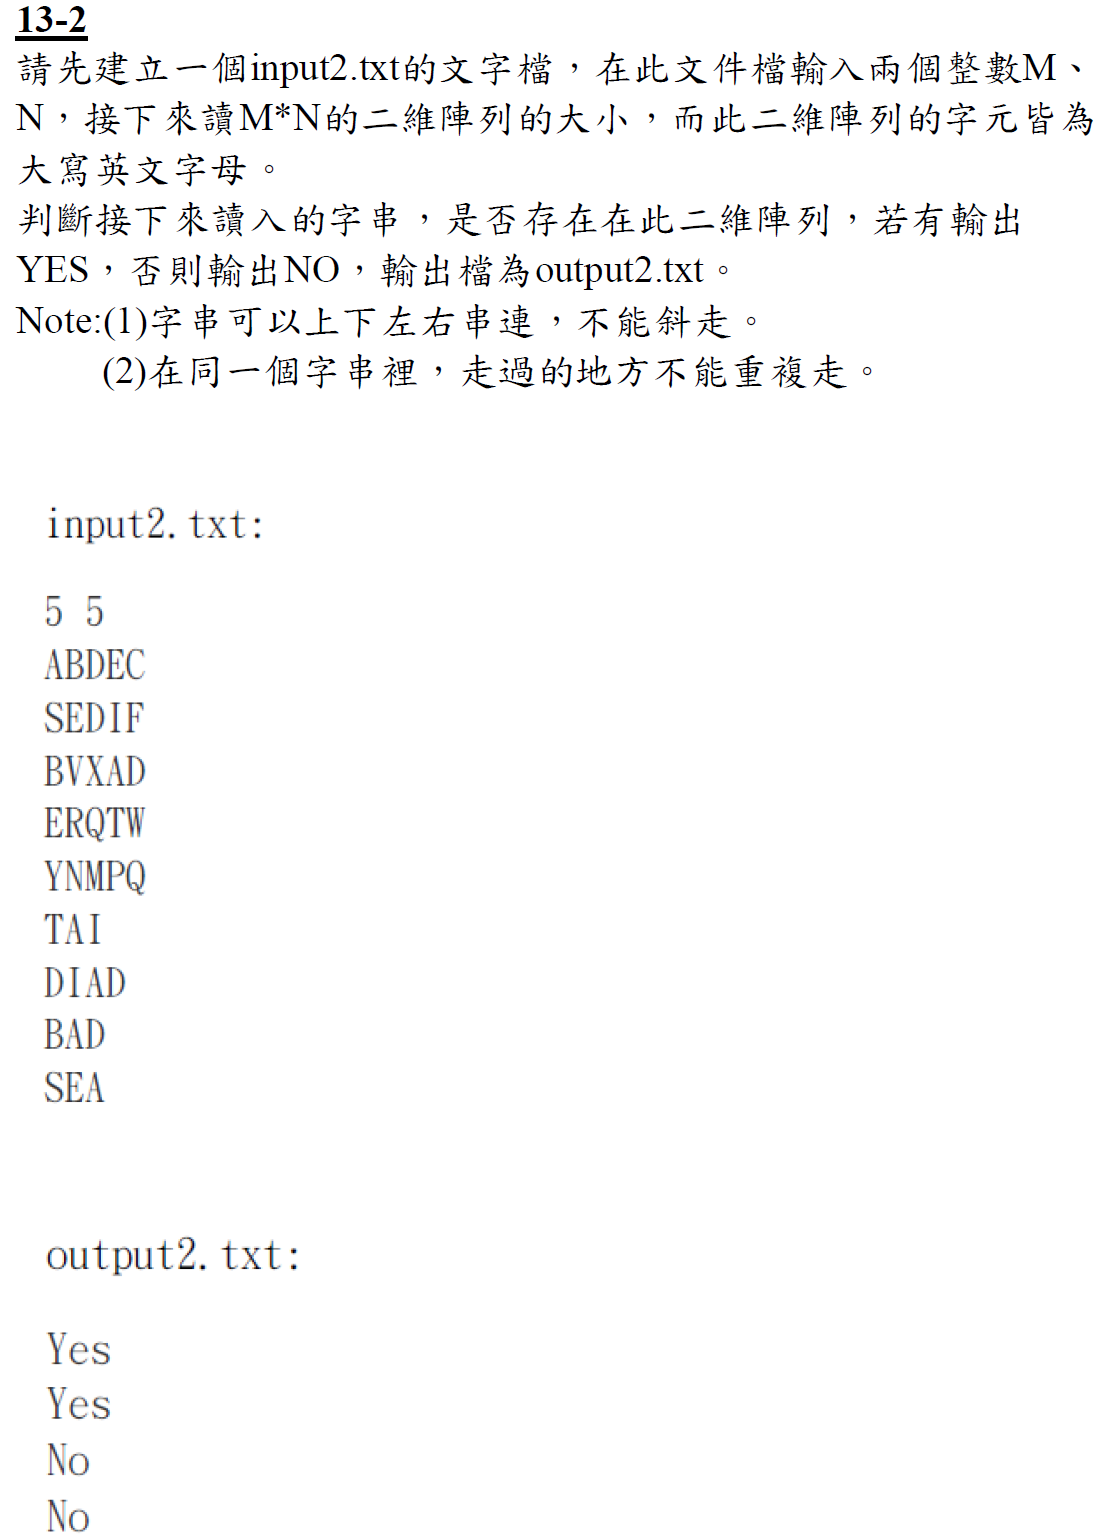 13-2
請先建立一個input2.txt的文字檔，在此文件檔輸入兩個整數M、
N，接下來讀M*N的二維陣列的大小，而此二維陣列的字元皆為
大寫英文字母。
判斷接下來讀入的字串，是否存在在此二維陣列，若有輸出
YES，否則輸出NO，輸出檔為output2.txt。
Note:(1)字串可以上下左右串連，不能斜走。
(2)在同一個字串裡，走過的地方不能重複走。
input2.txt:
5 5
ABDEC
SEDIF
BVXAD
ERQTW
YNMPQ
TAI
DIAD
BAD
SEA
output2.txt:
Yes
Yes
No
No